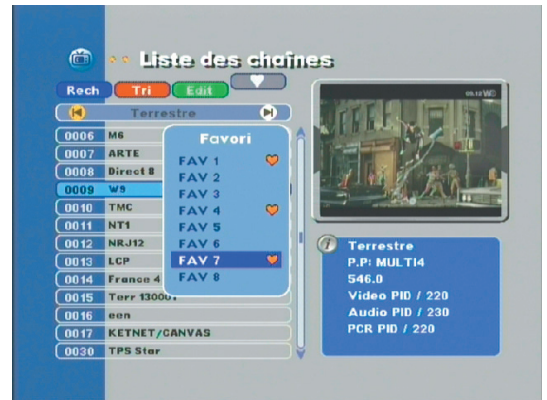 Liste des chaînes
Rech Tri Edit
Terrestre
0006 M6
0007 ARTE
0008 Direct 8
0009 W9
0010 TMC
0011 NT1
0012 NRJ12
0013 LCP
0014 France 4
0015 Terr 130001
0016 een
0017 KETNET/CANVAS
0030 TPS Star
Favori
FAV 1
FAV 2
FAV 3
FAV 4
FAV 5
FAV 6
FAV 7
FAV 8
Terrestre
P.P: MULTI4
546.0
Video PID / 220
Audio PID / 230
PCR PID / 220